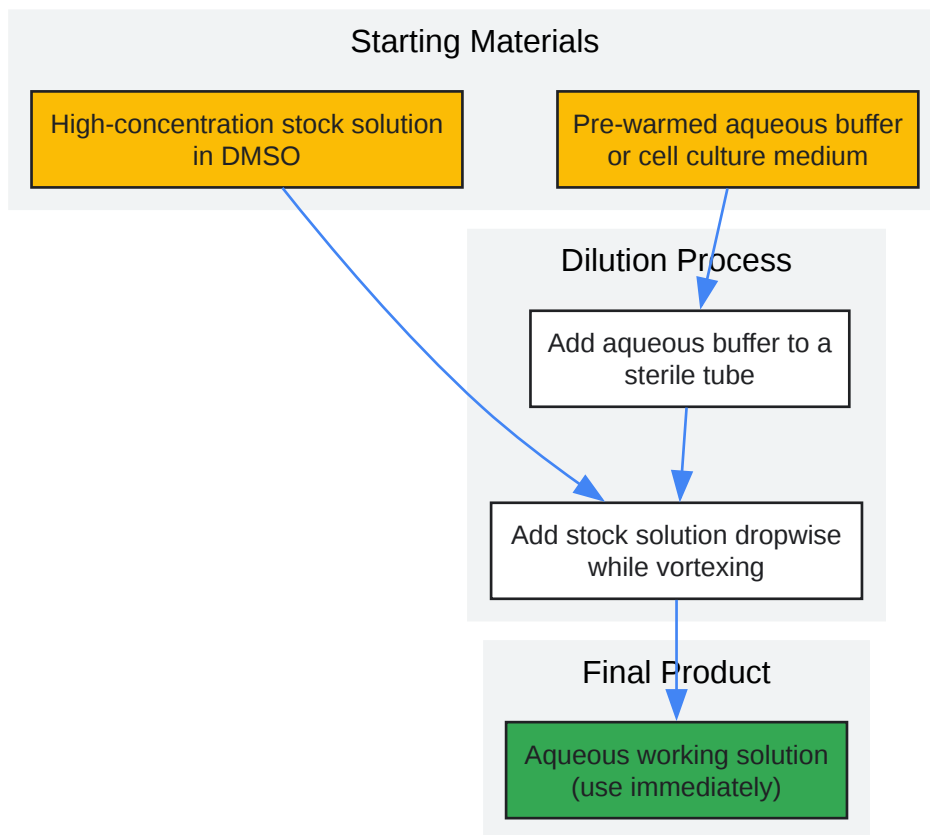 Starting Materials
High-concentration stock solution
in DMSO
Pre-warmed aqueous buffer
or cell culture medium
Dilution Process
Add aqueous buffer to a
sterile tube
Add stock solution dropwise
while vortexing
Final Product
Aqueous working solution
(use immediately)